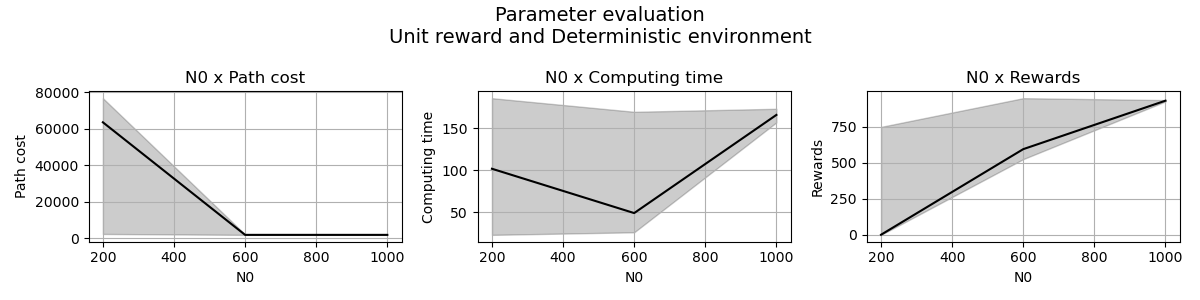 Parameter evaluation
Unit reward and Deterministic environment
N0 x Path cost
80000
60000
40000
20000
0
Path cost
200 400 600 800 1000
N0
N0 x Computing time
150
100
50
Computing time
200 400 600 800 1000
N0
N0 x Rewards
750
500
250
0
Rewards
200 400 600 800 1000
N0